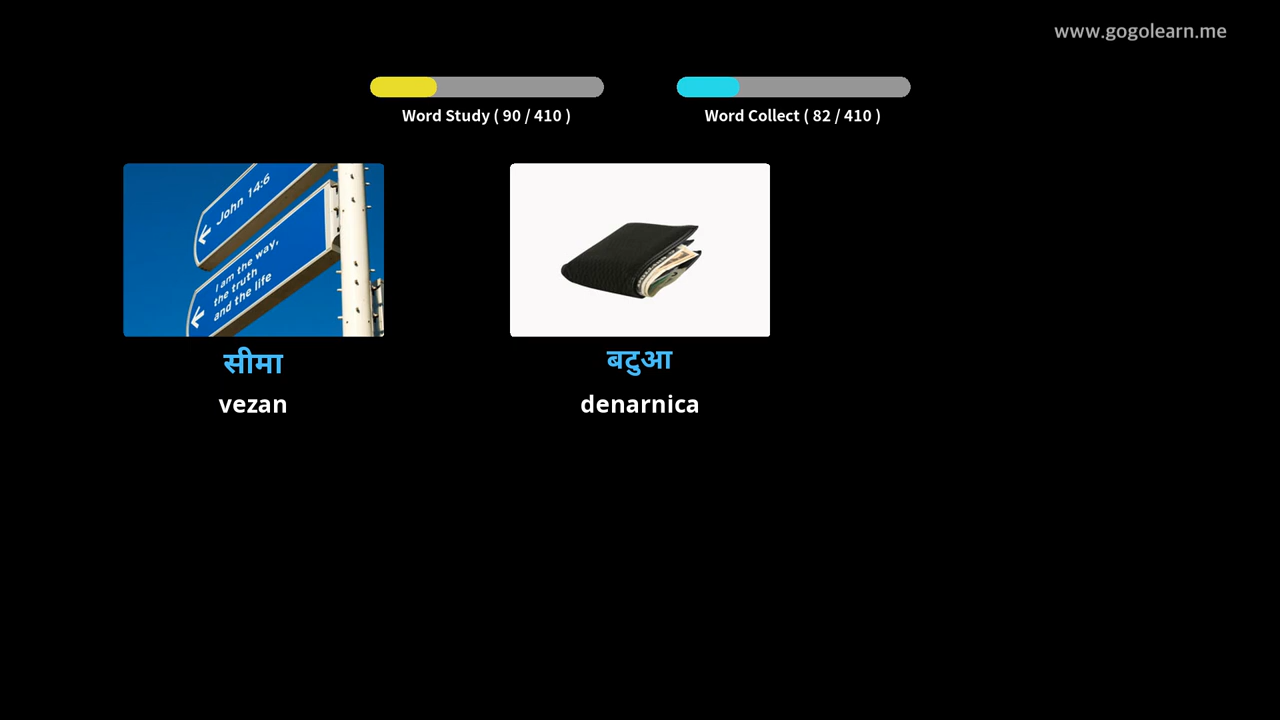 www.gogolearn.me
Word Study ( 90 / 410 )
Word Collect ( 82 / 410 )
John 14:6
I am the way,
the truth
and the life
सीमा
vezan
बटुआ
denarnica